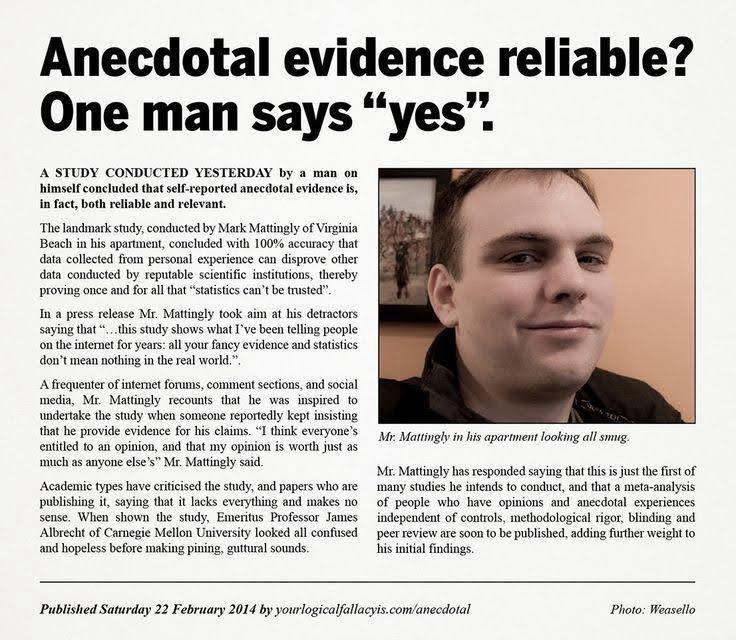 Anecdotal evidence reliable?
One man says “yes”.
A STUDY CONDUCTED YESTERDAY by a man on
himself concluded that self-reported anecdotal evidence is,
in fact, both reliable and relevant.
The landmark study, conducted by Mark Mattingly of Virginia
Beach in his apartment, concluded with 100% accuracy that
data collected from personal experience can disprove other
data conducted by reputable scientific institutions, thereby
proving once and for all that “statistics can’t be trusted”.
In a press release Mr. Mattingly took aim at his detractors
saying that “…this study shows what I’ve been telling people
on the internet for years: all your fancy evidence and statistics
don’t mean nothing in the real world.”.
A frequenter of internet forums, comment sections, and social
media, Mr. Mattingly recounts that he was inspired to
undertake the study when someone reportedly kept insisting
that he provide evidence for his claims. “I think everyone’s
entitled to an opinion, and that my opinion is worth just as
much as anyone else’s” Mr. Mattingly said.
Academic types have criticised the study, and papers who are
publishing it, saying that it lacks everything and makes no
sense. When shown the study, Emeritus Professor James
Albrecht of Carnegie Mellon University looked all confused
and hopeless before making pining, guttural sounds.
Mr. Mattingly in his apartment looking all smug.
Mr. Mattingly has responded saying that this is just the first of
many studies he intends to conduct, and that a meta-analysis
of people who have opinions and anecdotal experiences
independent of controls, methodological rigor, blinding and
peer review are soon to be published, adding further weight to
his initial findings.
Published Saturday 22 February 2014 by yourlogicalfallacyis.com/anecdotal
Photo: Weasello